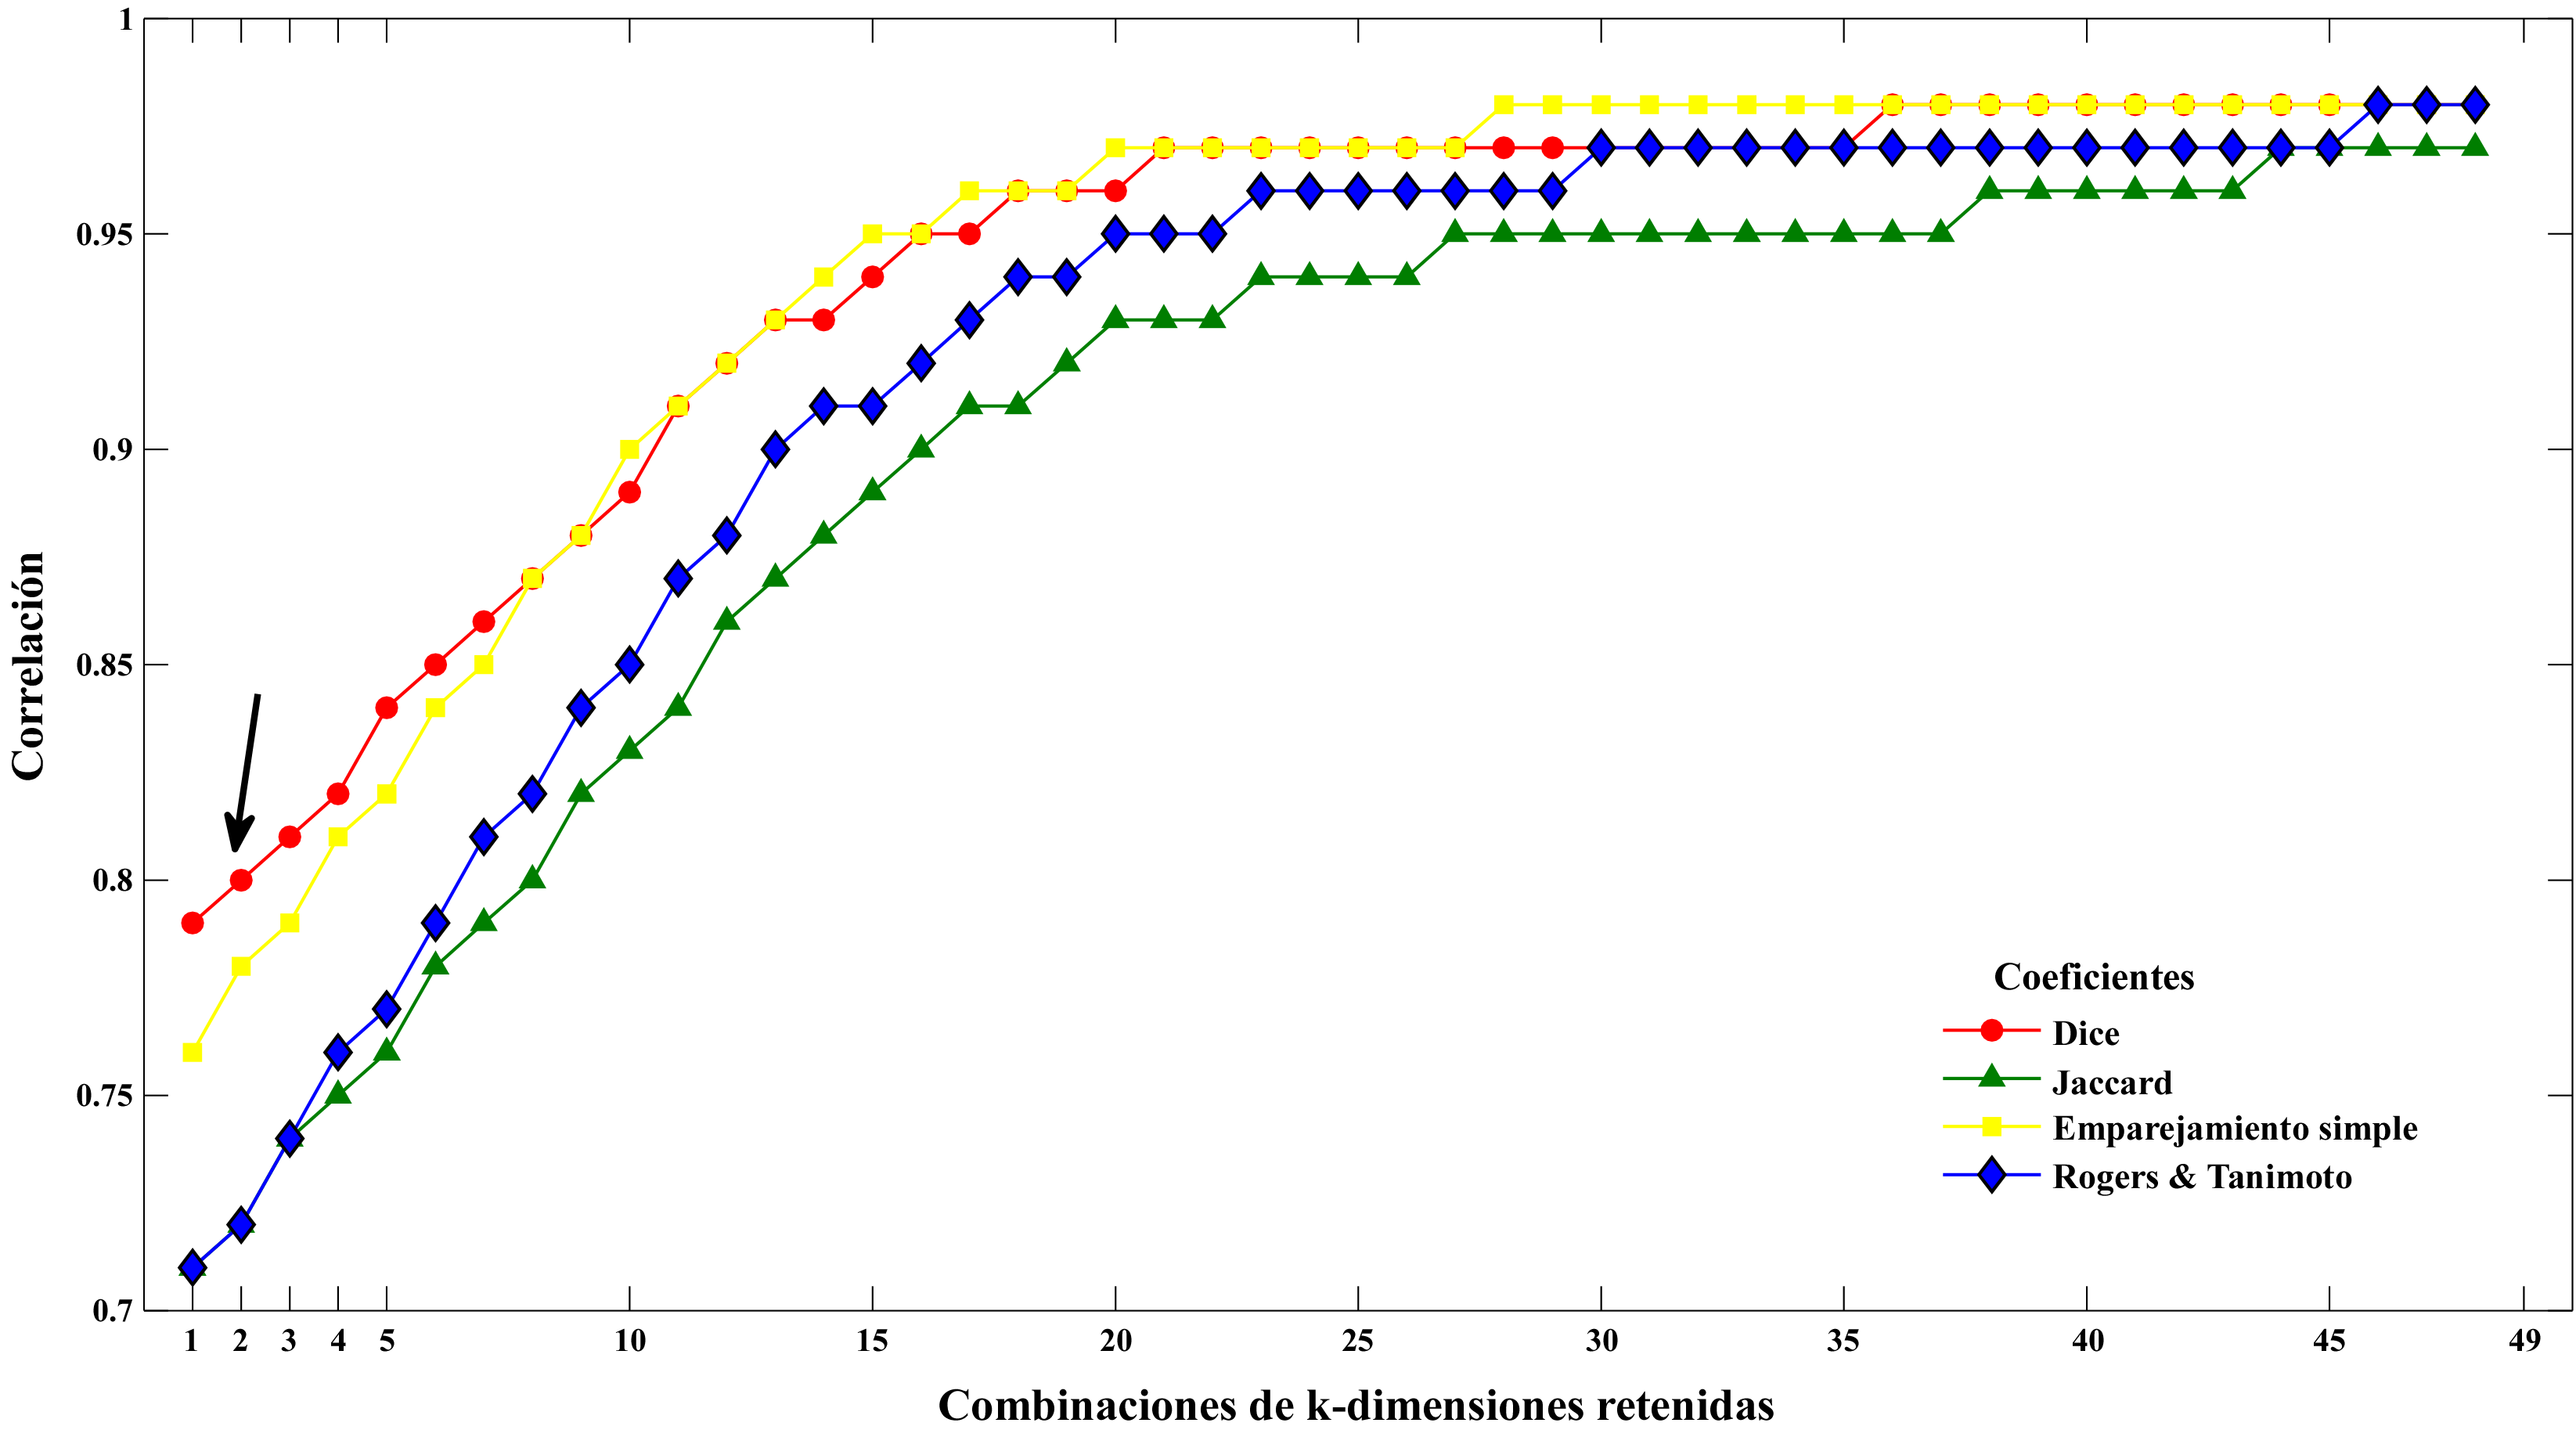 1
0.95
0.9
0.85
0.8
0.75
0.7
Correlación
1 2 3 4 5 10 15 20 25 30 35 40 45 49
Combinaciones de k-dimensiones retenidas
Coeficientes
Dice
Jaccard
Emparejamiento simple
Rogers & Tanimoto